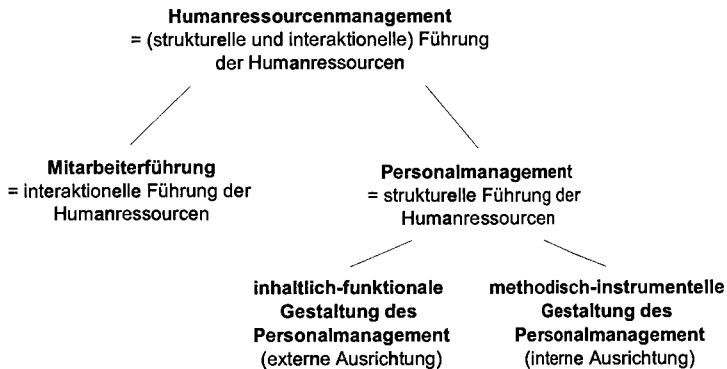 Humanressourcenmanagement
= (strukturelle und interaktionelle) Führung
der Humanressourcen
Mitarbeiterführung
= interaktionelle Führung der
Humanressourcen
Personalmanagement
= strukturelle Führung der
Humanressourcen
inhaltlich-funktionale
Gestaltung des
Personalmanagement
(externe Ausrichtung)
methodisch-instrumentelle
Gestaltung des
Personalmanagement
(interne Ausrichtung)